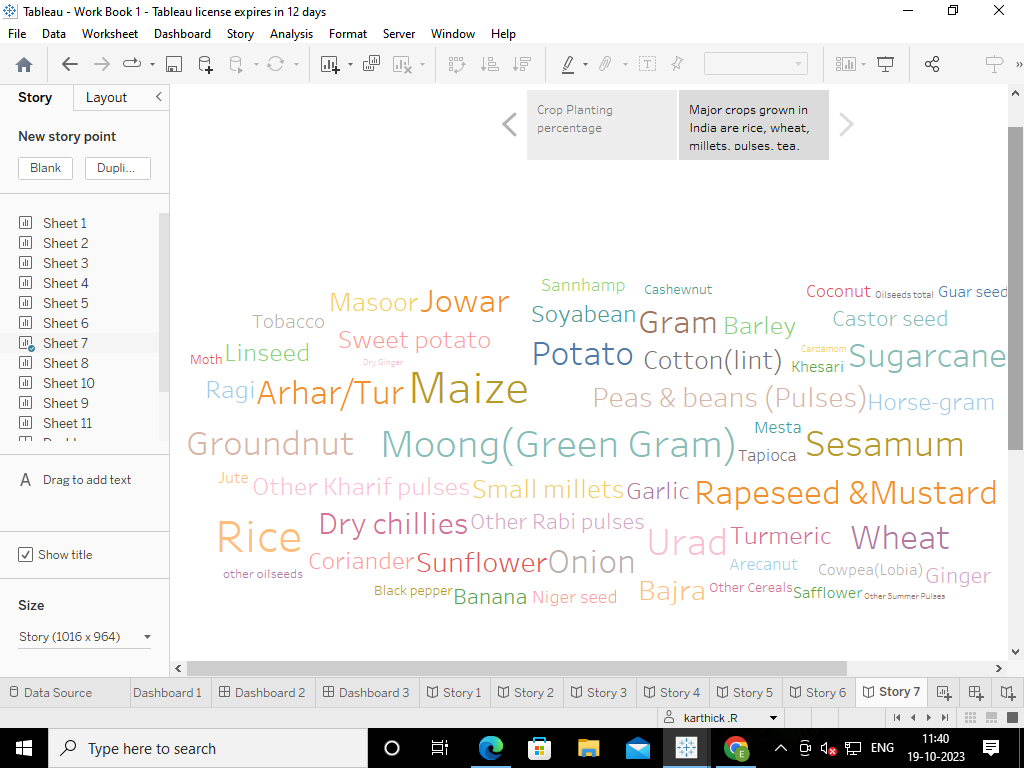 Tableau - Work Book 1 - Tableau license expires in 12 days
File Data Worksheet Dashboard Story Analysis Format Server Window Help
Story Layout
New story point
Blank Dupli...
Sheet 1
Sheet 2
Sheet 3
Sheet 4
Sheet 5
Sheet 6
Sheet 7
Sheet 8
Sheet 10
Sheet 9
Sheet 11
A Drag to add text
Show title
Size
Story (1016 x 964)
Crop Planting
percentage
Major crops grown in
India are rice, wheat,
millets, pulses, tea,
Sannhamp Cashewnut Coconut Oilseeds total Guar seed
Masoor Jowar
Tobacco Soyabean Gram Barley Castor seed
Sweet potato
Moth Linseed Dry Ginger Potato Cotton(lint) Cardamom Khesari Sugarcane
Ragi Arhar/Tur Maize Peas & beans (Pulses) Horse-gram
Groundnut Moong(Green Gram) Mesta Tapioca Sesamum
Jute Other Kharif pulses Small millets Garlic Rapeseed &Mustard
Rice Dry chillies Other Rabi pulses Urad Turmeric Wheat
other oilseeds Coriander Sunflower Onion Arecanut Cowpea(Lobia) Ginger
Black pepper Banana Niger seed Bajra Other Cereals Safflower Other Summer Pulses
Data Source Dashboard 1 Dashboard 2 Dashboard 3 Story 1 Story 2 Story 3 Story 4 Story 5 Story 6 Story 7
karthick .R
Type here to search
E
ENG
11:40
19-10-2023